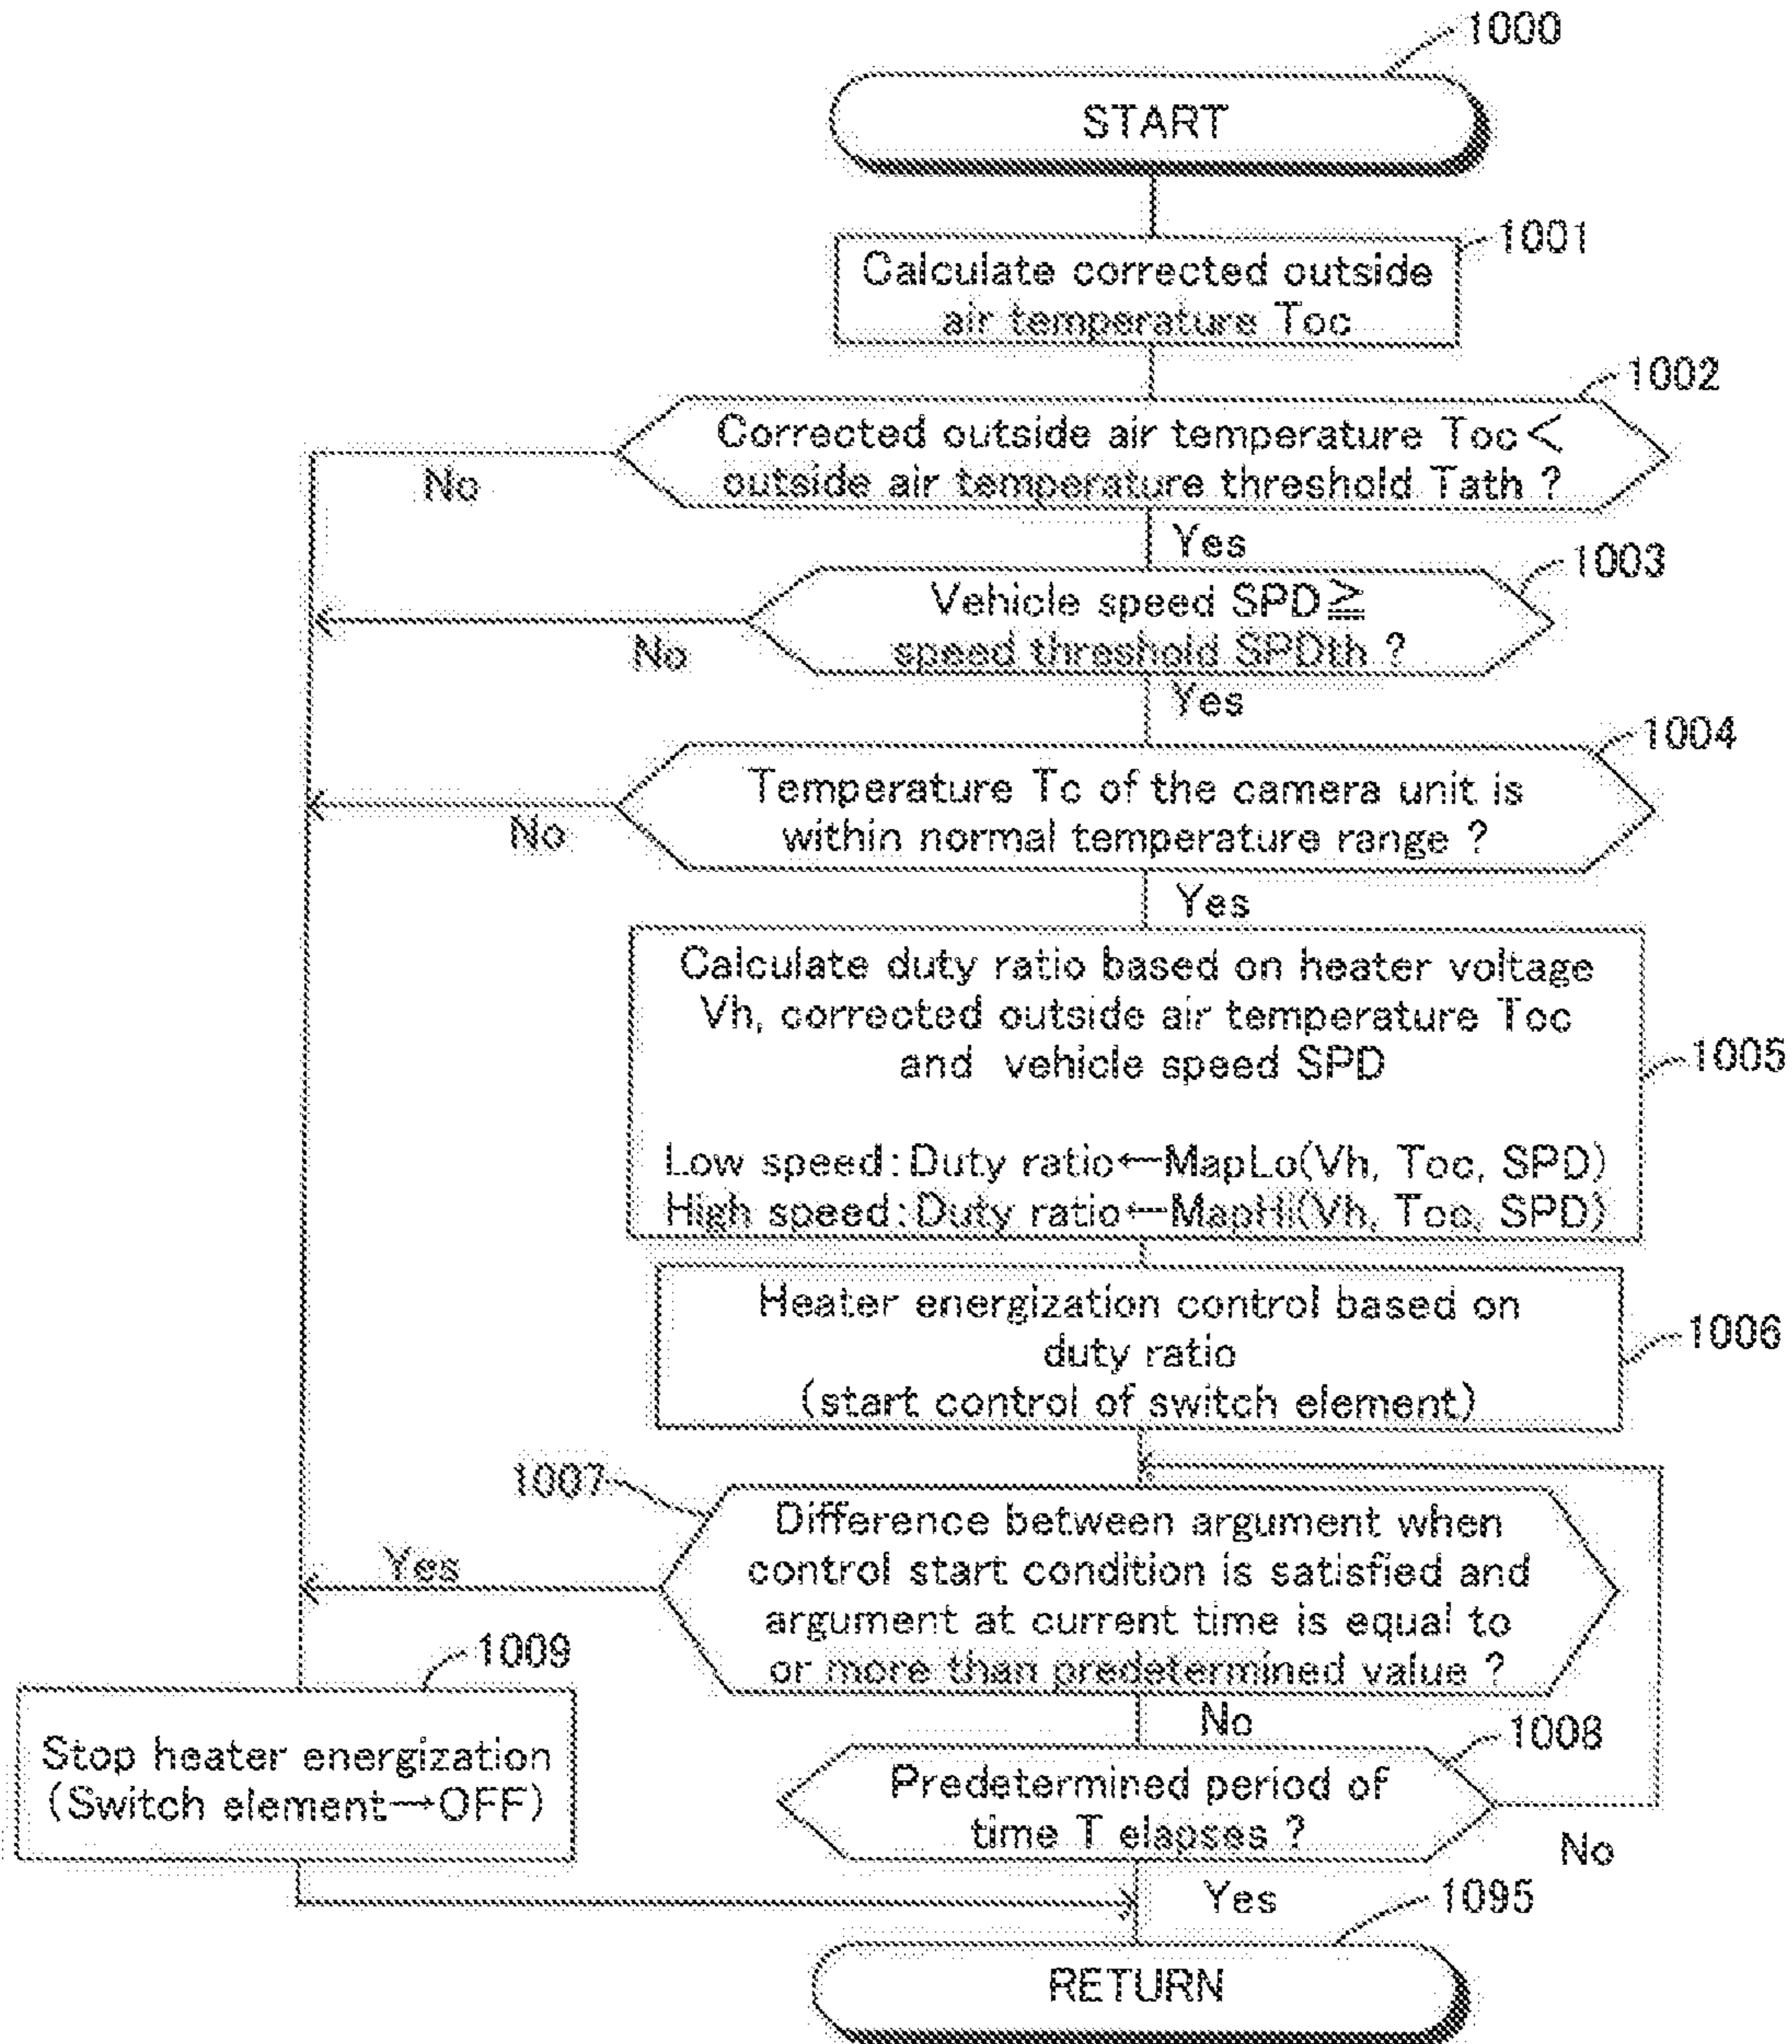 1000
START
1001
Calculate corrected outside
air temperature Toc
1002
Corrected outside air temperature Toc<
outside air temperature threshold Tath ?
No
Yes
1003
Vehicle speed SPD≧
speed threshold SPDth ?
No
Yes
1004
Temperature Tc of the camera unit is
within normal temperature range ?
No
Yes
Calculate duty ratio based on heater voltage
Vh, corrected outside air temperature Toc
and vehicle speed SPD
1005
Low speed:Duty ratio←MapLo(Vh, Toc, SPD)
High speed:Duty ratio←MapHi(Vh, Toc, SPD)
Heater energization control based on
duty ratio
(start control of switch element)
1006
1007
Difference between argument when
control start condition is satisfied and
argument at current time is equal to
or more than predetermined value ?
Yes
No
1009
Stop heater energization
(Switch element→OFF)
1008
Predetermined period of
time T elapses ?
No
Yes
1095
RETURN